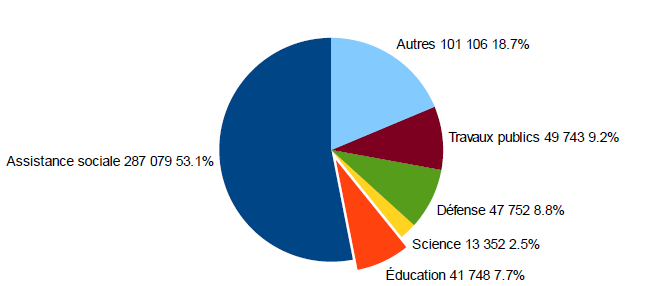 Autres 101 106 18.7%
Travaux publics 49 743 9.2%
Assistance sociale 287 079 53.1%
Défense 47 752 8.8%
Science 13 352 2.5%
Éducation 41 748 7.7%